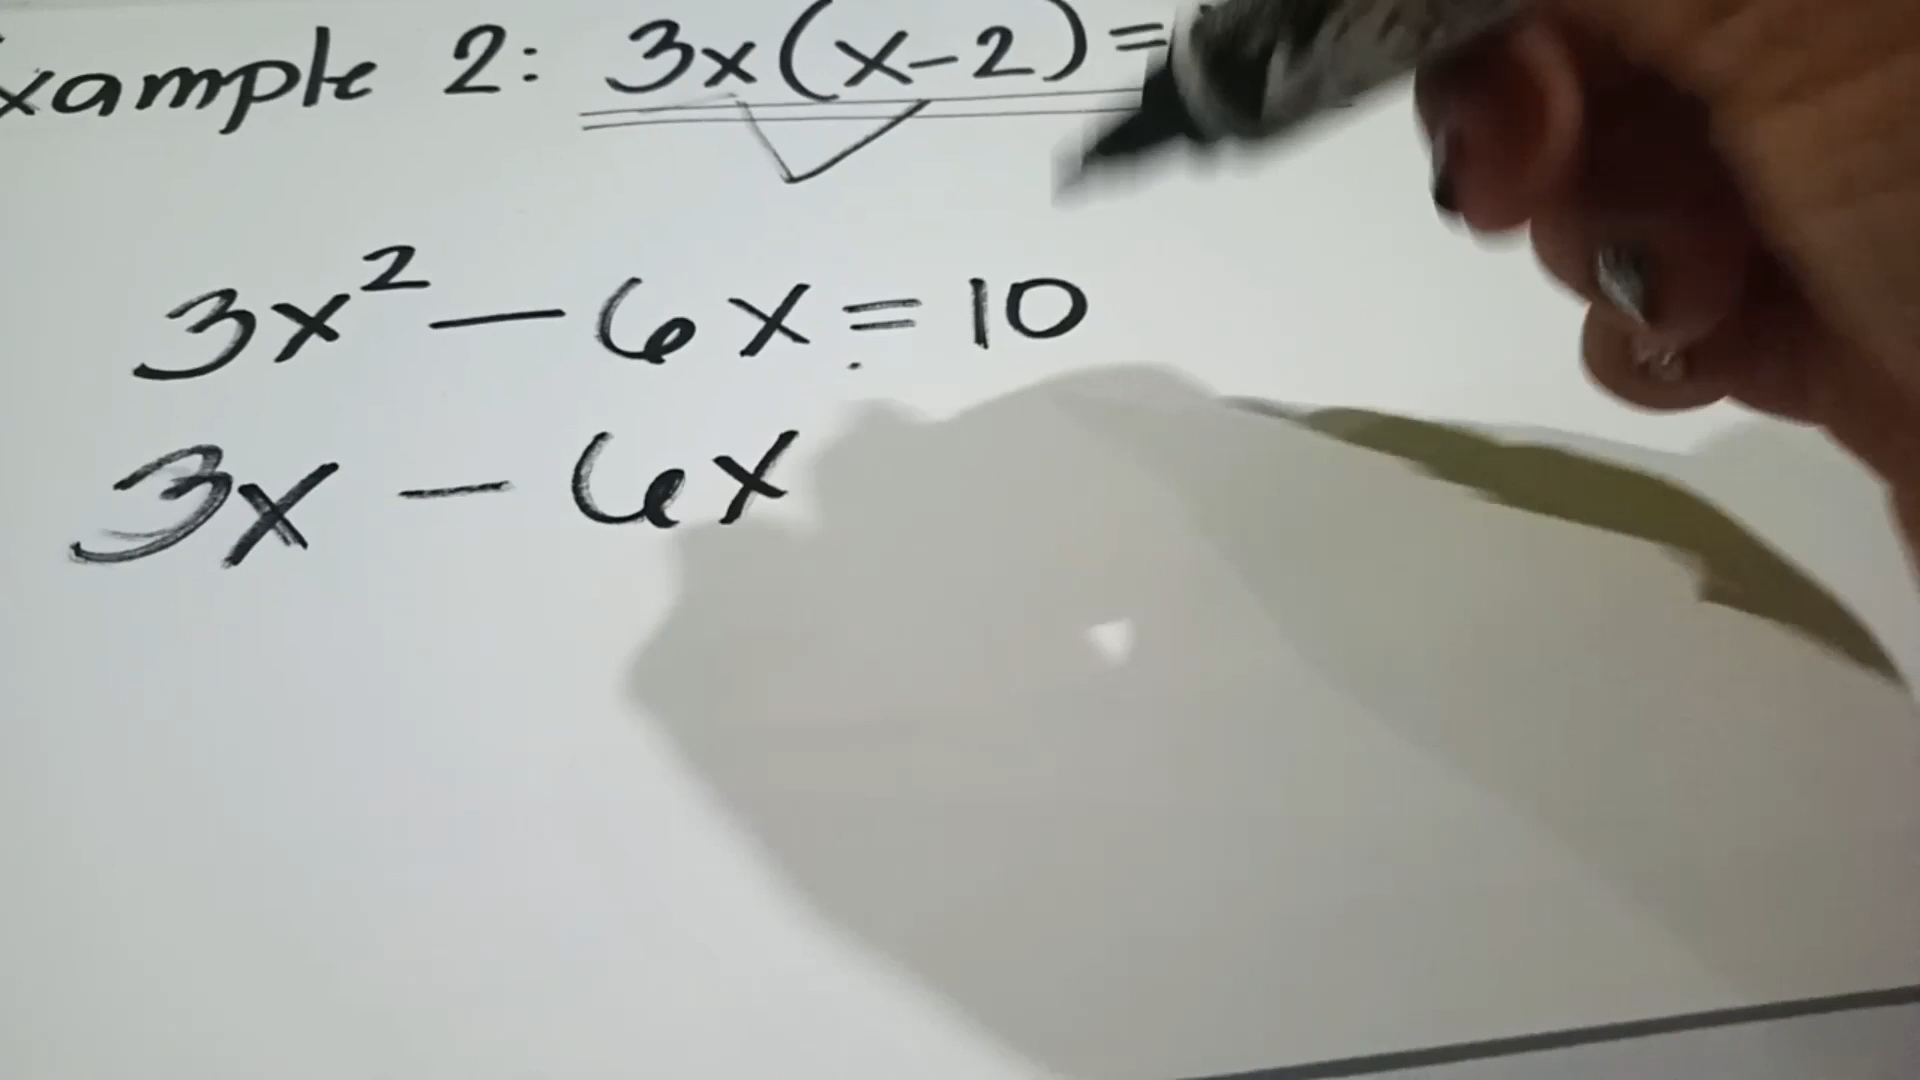 xample 2: 3x(x-2)=
3x² - 6x = 10
3x - 6x